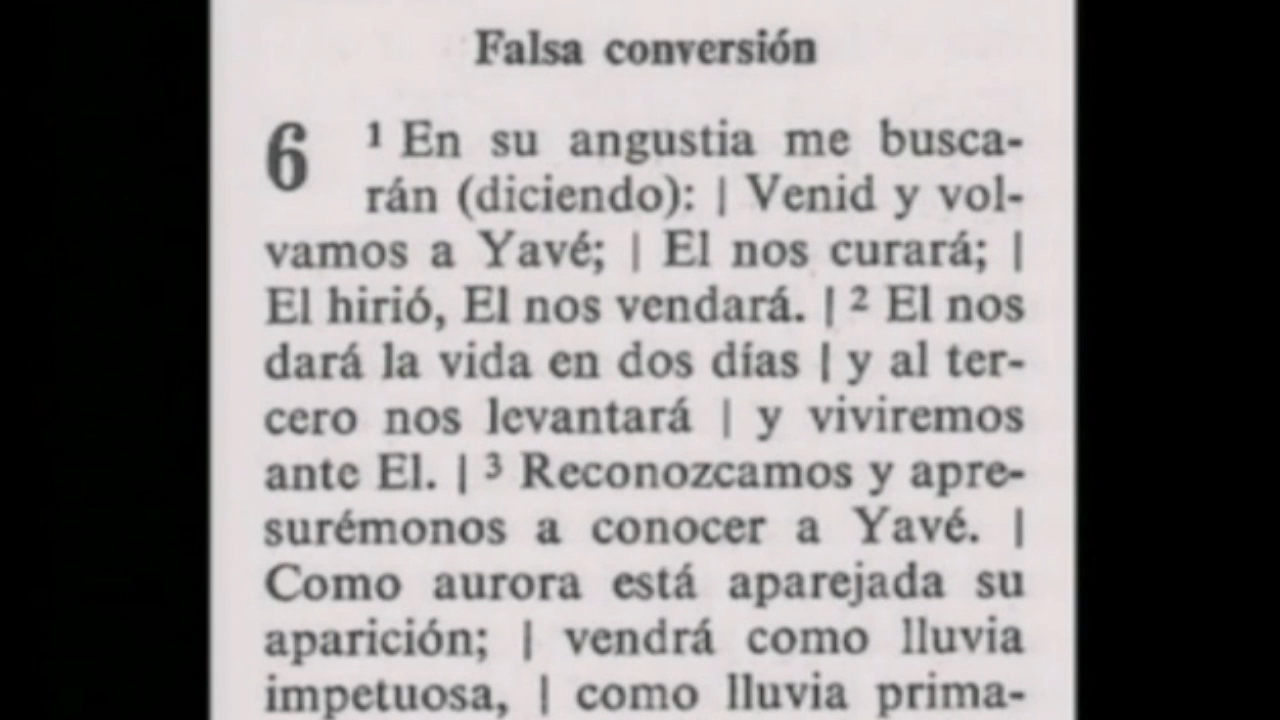 Falsa conversión
6 ¹ En su angustia me busca-
rán (diciendo): | Venid y vol-
vamos a Yavé; | El nos curará; |
El hirió, El nos vendará. | ² El nos
dará la vida en dos días | y al ter-
cero nos levantará | y viviremos
ante El. | ³ Reconozcamos y apre-
surémonos a conocer a Yavé. |
Como aurora está aparejada su
aparición; | vendrá como lluvia
impetuosa, | como lluvia prima-